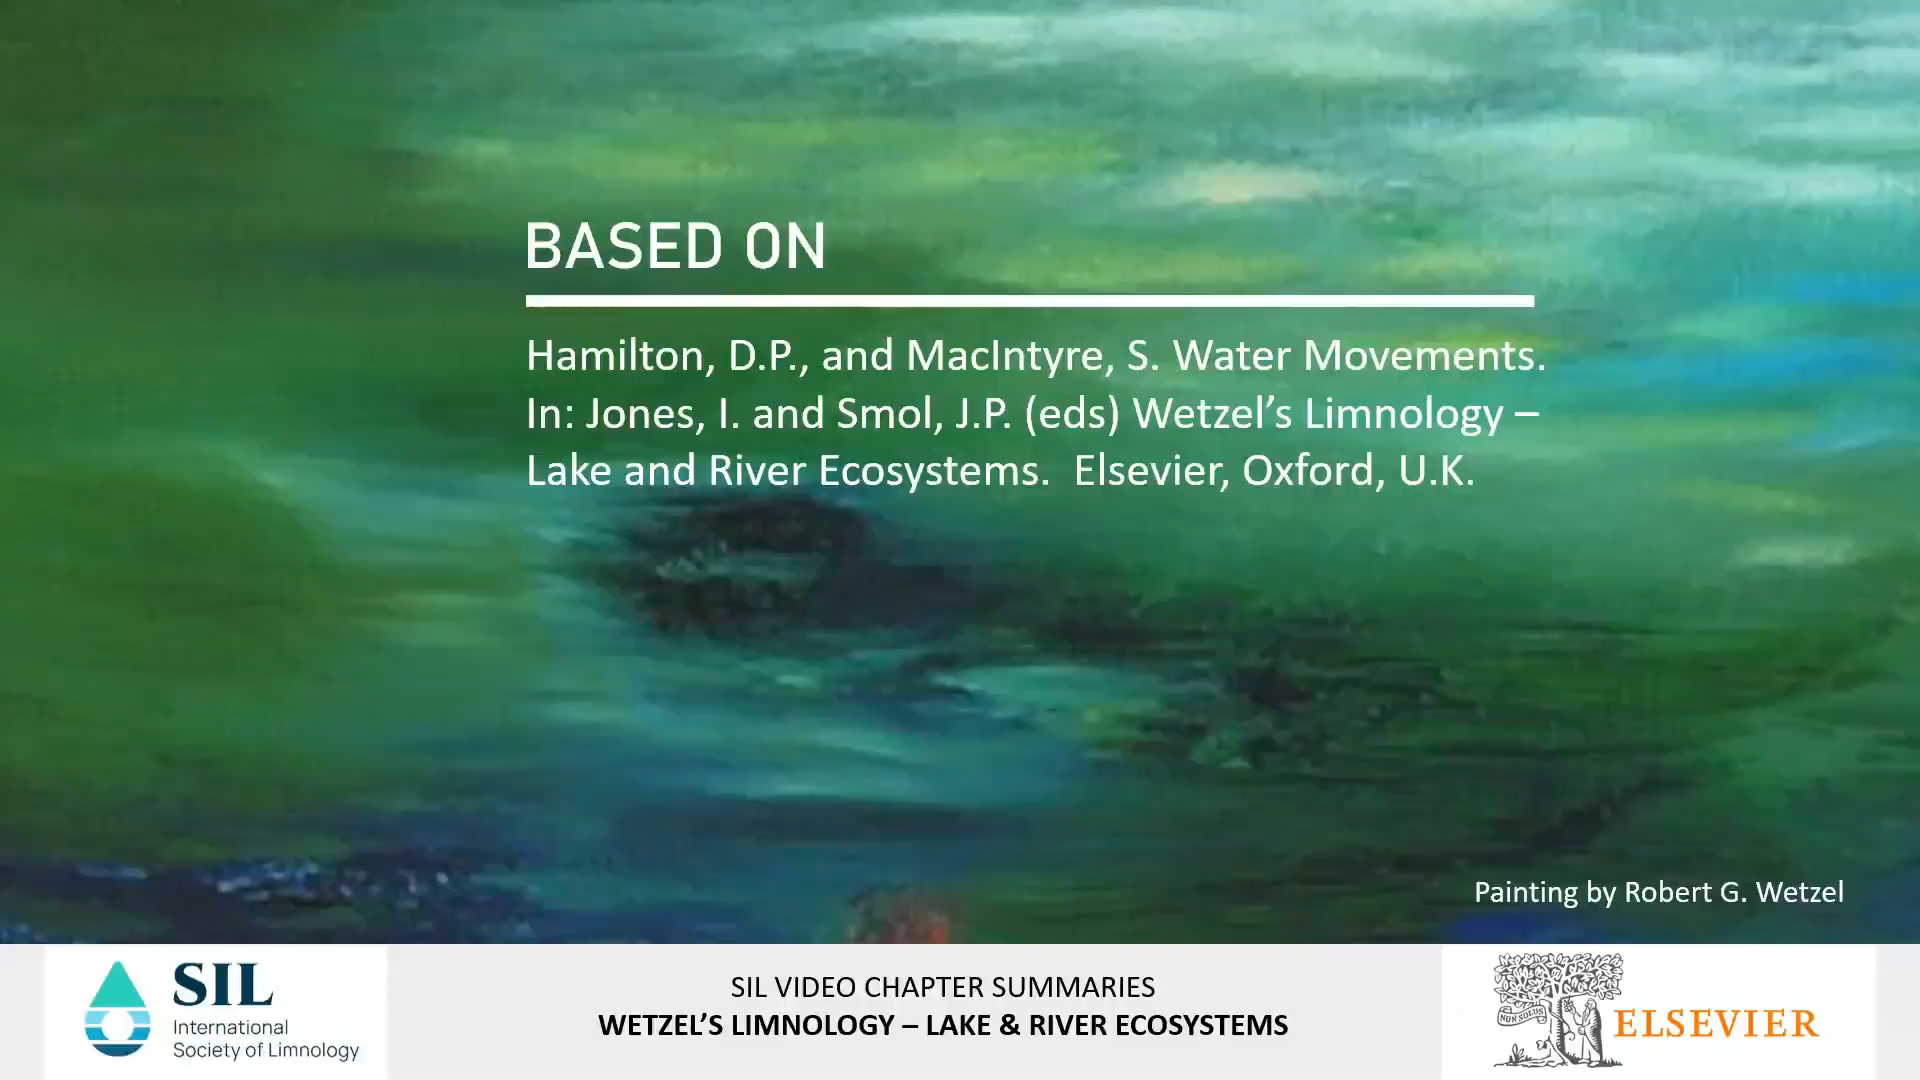 BASED ON
Hamilton, D.P., and MacIntyre, S. Water Movements.
In: Jones, I. and Smol, J.P. (eds) Wetzel’s Limnology –
Lake and River Ecosystems.  Elsevier, Oxford, U.K.
Painting by Robert G. Wetzel
SIL
International
Society of Limnology
SIL VIDEO CHAPTER SUMMARIES
WETZEL’S LIMNOLOGY – LAKE & RIVER ECOSYSTEMS
NON SOLUS
ELSEVIER